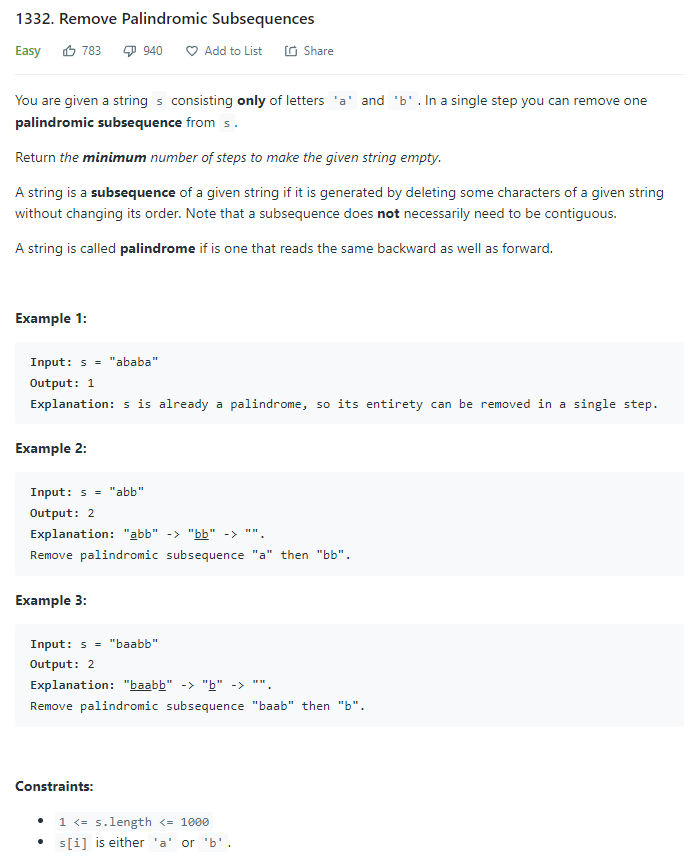 1332. Remove Palindromic Subsequences
Easy 783 940 Add to List Share
You are given a string s consisting only of letters 'a' and 'b' . In a single step you can remove one
palindromic subsequence from s .
Return the minimum number of steps to make the given string empty.
A string is a subsequence of a given string if it is generated by deleting some characters of a given string
without changing its order. Note that a subsequence does not necessarily need to be contiguous.
A string is called palindrome if is one that reads the same backward as well as forward.
Example 1:
Input: s = "ababa"
Output: 1
Explanation: s is already a palindrome, so its entirety can be removed in a single step.
Example 2:
Input: s = "abb"
Output: 2
Explanation: "abb" -> "bb" -> "".
Remove palindromic subsequence "a" then "bb".
Example 3:
Input: s = "baabb"
Output: 2
Explanation: "baabb" -> "b" -> "".
Remove palindromic subsequence "baab" then "b".
Constraints:
• 1 <= s.length <= 1000
• s[i] is either 'a' or 'b' .